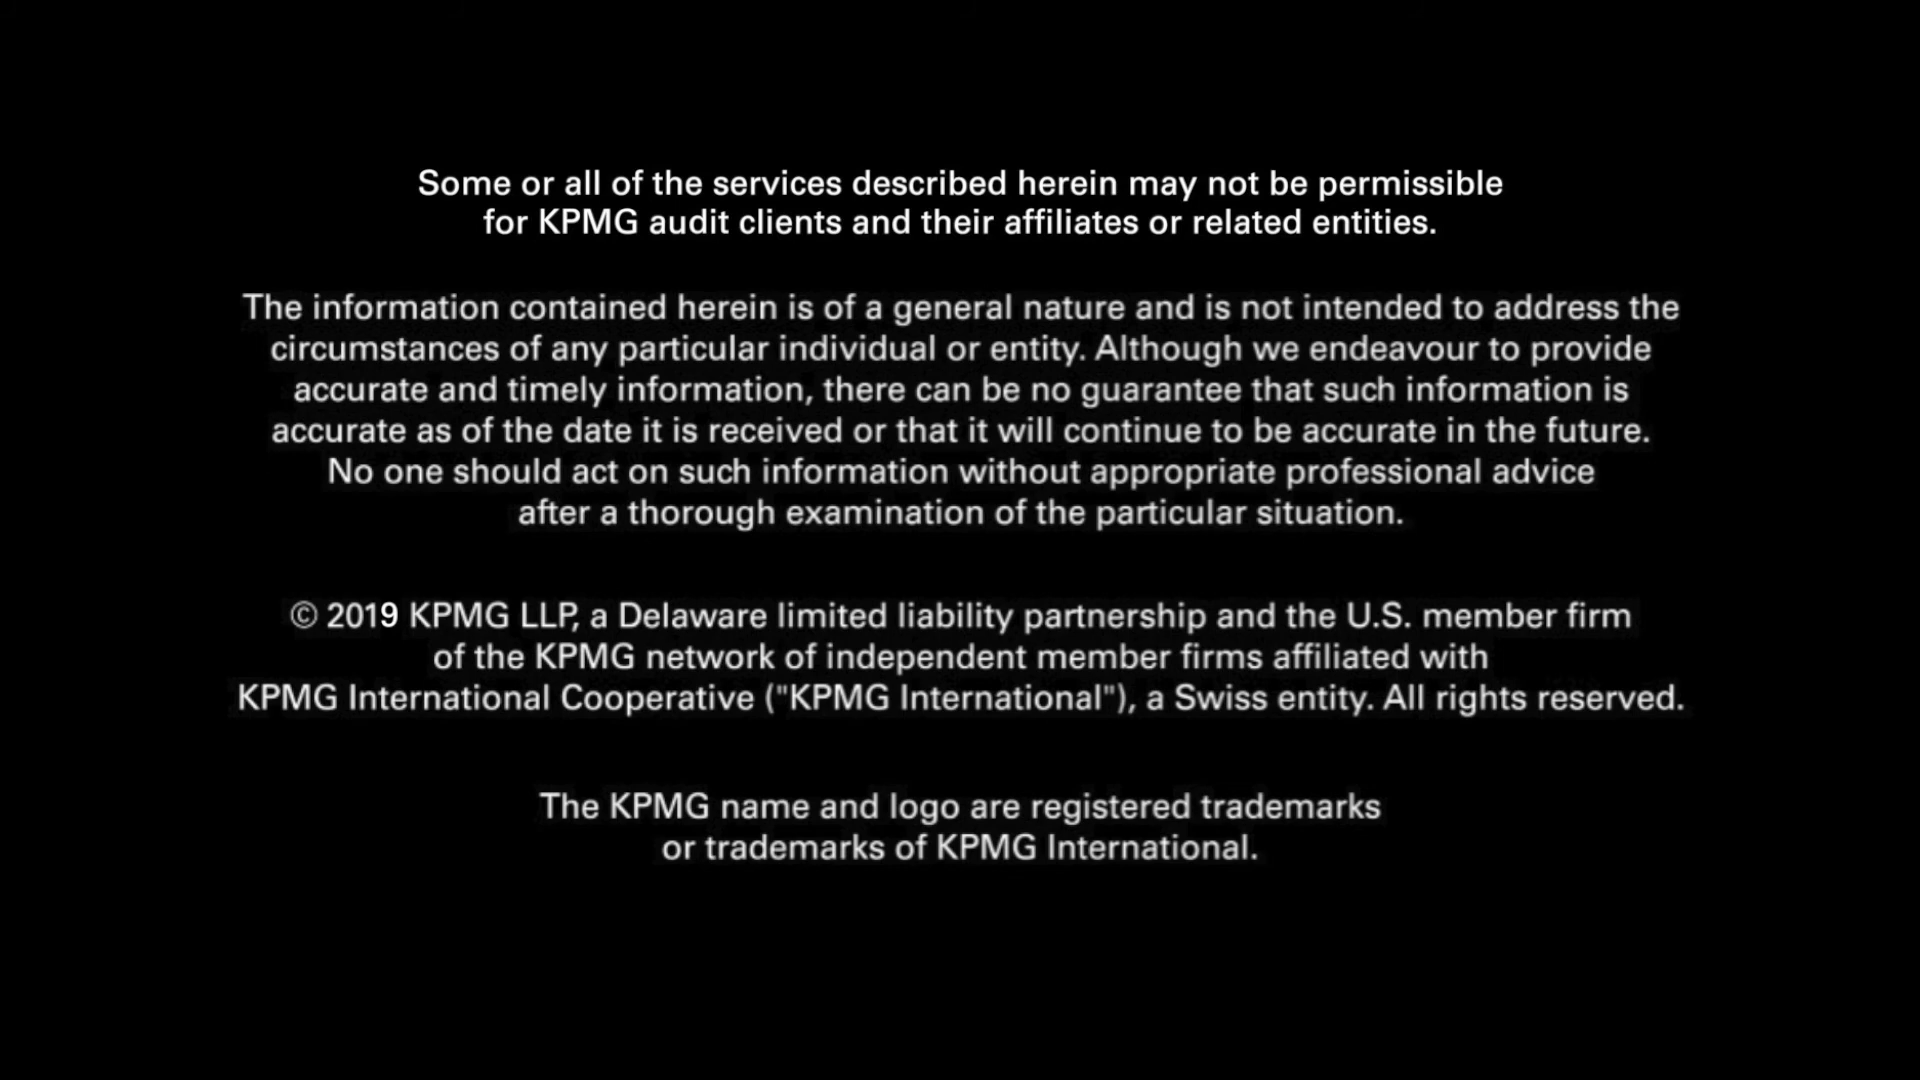 Some or all of the services described herein may not be permissible
for KPMG audit clients and their affiliates or related entities.
The information contained herein is of a general nature and is not intended to address the
circumstances of any particular individual or entity. Although we endeavour to provide
accurate and timely information, there can be no guarantee that such information is
accurate as of the date it is received or that it will continue to be accurate in the future.
No one should act on such information without appropriate professional advice
after a thorough examination of the particular situation.
© 2019 KPMG LLP, a Delaware limited liability partnership and the U.S. member firm
of the KPMG network of independent member firms affiliated with
KPMG International Cooperative ("KPMG International"), a Swiss entity. All rights reserved.
The KPMG name and logo are registered trademarks
or trademarks of KPMG International.